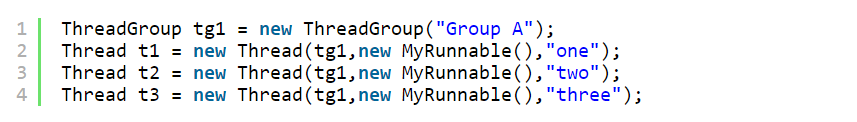 1 ThreadGroup tg1 = new ThreadGroup("Group A");
2 Thread t1 = new Thread(tg1,new MyRunnable(),"one");
3 Thread t2 = new Thread(tg1,new MyRunnable(),"two");
4 Thread t3 = new Thread(tg1,new MyRunnable(),"three");